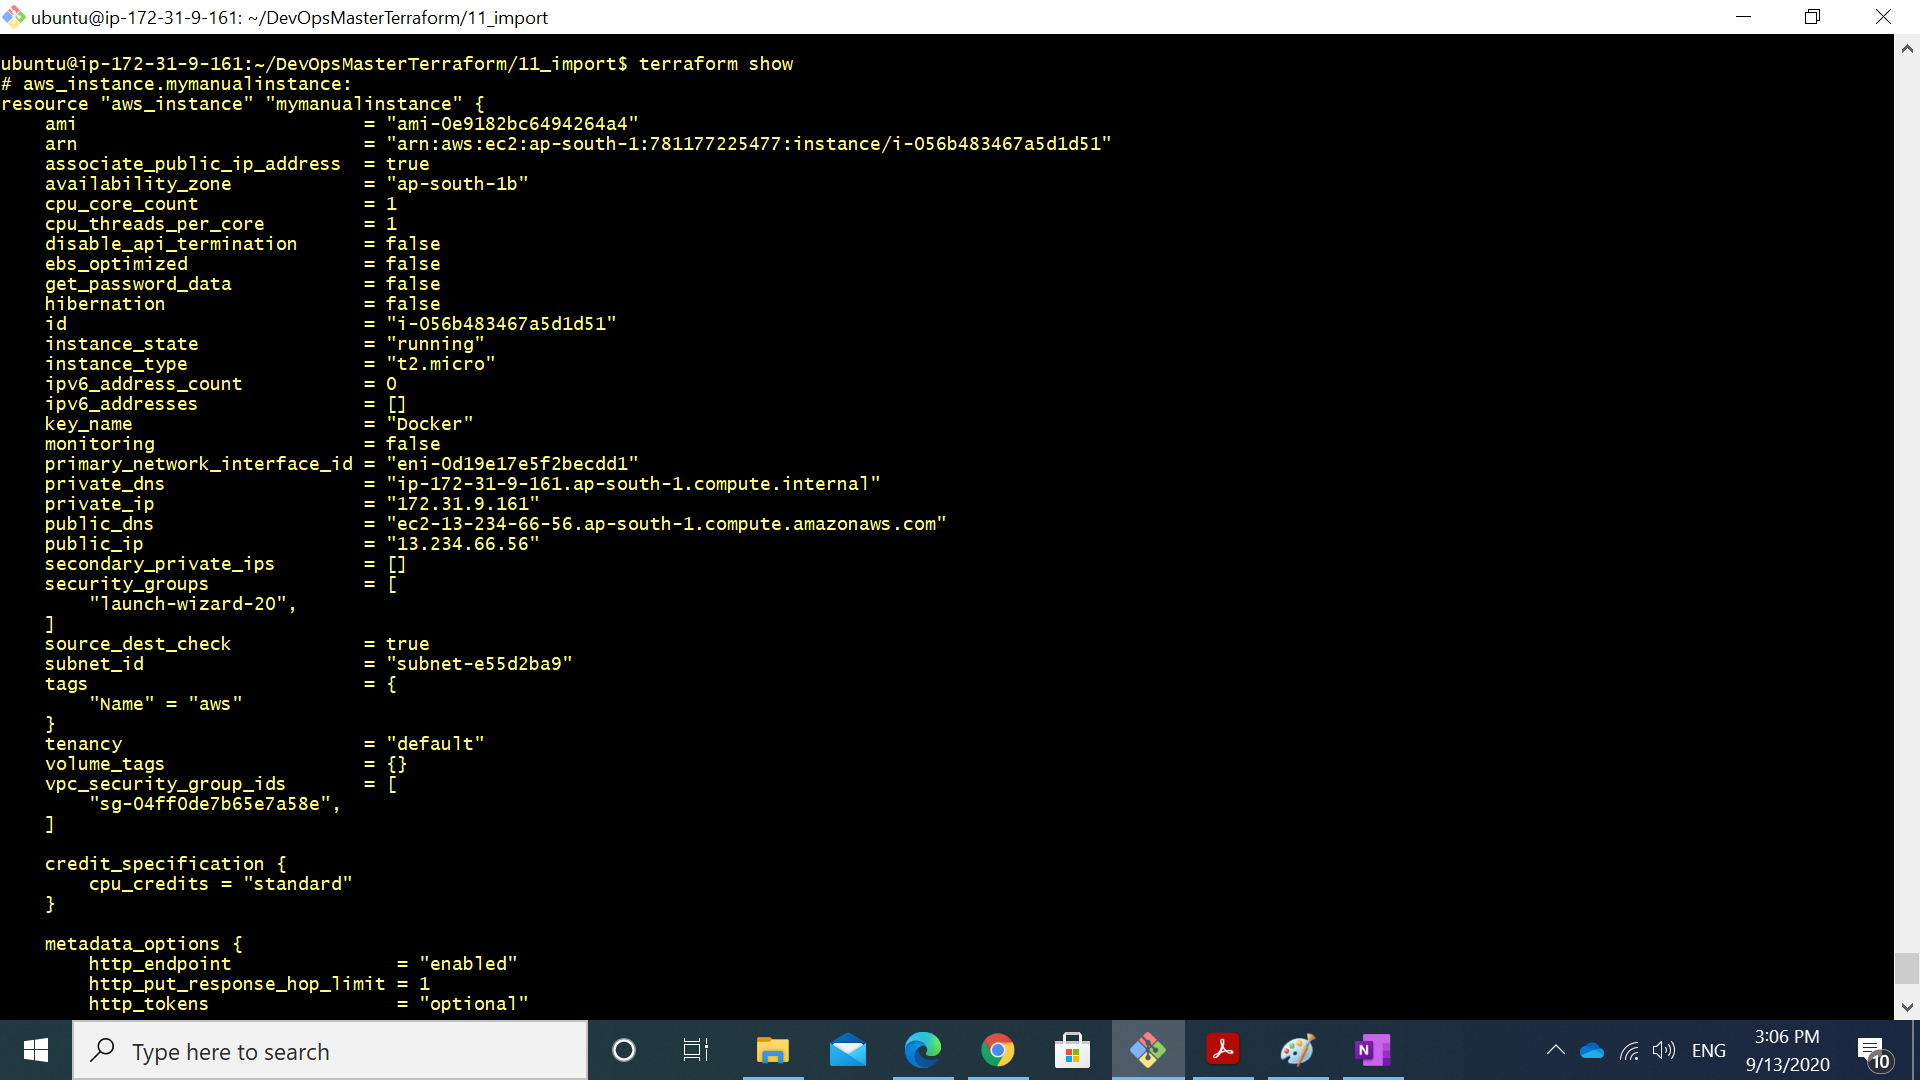 ubuntu@ip-172-31-9-161: ~/DevOpsMasterTerraform/11_import
ubuntu@ip-172-31-9-161:~/DevOpsMasterTerraform/11_import$ terraform show
# aws_instance.mymanualinstance:
resource "aws_instance" "mymanualinstance" {
    ami                          = "ami-0e9182bc6494264a4"
    arn                          = "arn:aws:ec2:ap-south-1:781177225477:instance/i-056b483467a5d1d51"
    associate_public_ip_address  = true
    availability_zone            = "ap-south-1b"
    cpu_core_count               = 1
    cpu_threads_per_core         = 1
    disable_api_termination      = false
    ebs_optimized                = false
    get_password_data            = false
    hibernation                  = false
    id                           = "i-056b483467a5d1d51"
    instance_state               = "running"
    instance_type                = "t2.micro"
    ipv6_address_count           = 0
    ipv6_addresses               = []
    key_name                     = "Docker"
    monitoring                   = false
    primary_network_interface_id = "eni-0d19e17e5f2becdd1"
    private_dns                  = "ip-172-31-9-161.ap-south-1.compute.internal"
    private_ip                   = "172.31.9.161"
    public_dns                   = "ec2-13-234-66-56.ap-south-1.compute.amazonaws.com"
    public_ip                    = "13.234.66.56"
    secondary_private_ips        = []
    security_groups              = [
        "launch-wizard-20",
    ]
    source_dest_check            = true
    subnet_id                    = "subnet-e55d2ba9"
    tags                         = {
        "Name" = "aws"
    }
    tenancy                      = "default"
    volume_tags                  = {}
    vpc_security_group_ids       = [
        "sg-04ff0de7b65e7a58e",
    ]
    credit_specification {
        cpu_credits = "standard"
    }
    metadata_options {
        http_endpoint               = "enabled"
        http_put_response_hop_limit = 1
        http_tokens                 = "optional"
Type here to search
N
ENG
3:06 PM
9/13/2020
10